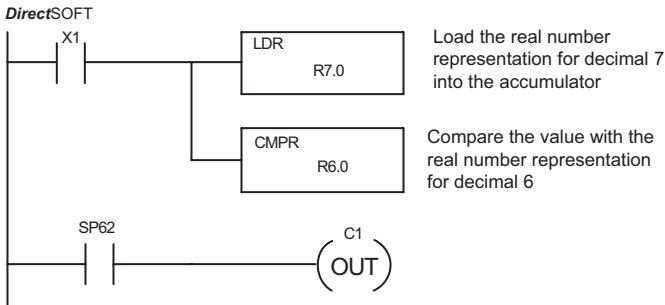 DirectSOFT
X1
LDR
R7.0
Load the real number
representation for decimal 7
into the accumulator
CMPR
R6.0
Compare the value with the
real number representation
for decimal 6
SP62
C1
OUT